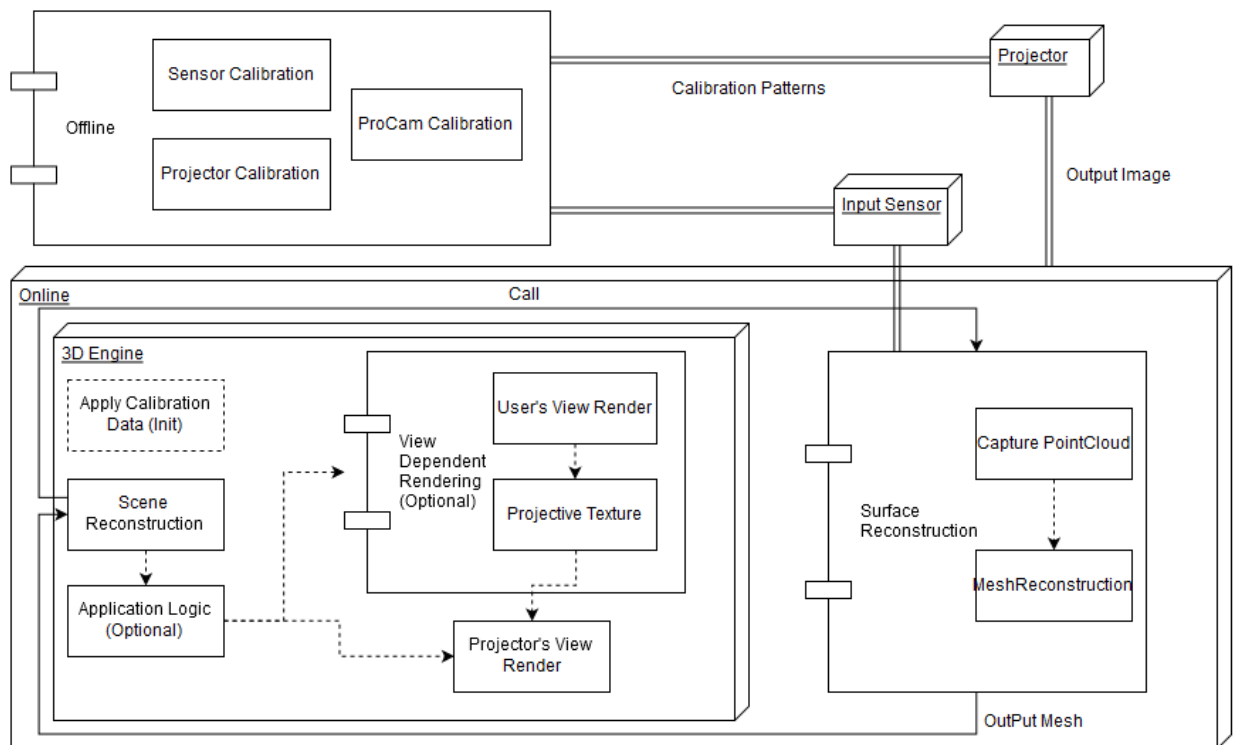 Sensor Calibration
ProCam Calibration
Offline
Projector Calibration
Projector
Calibration Patterns
Output Image
Input Sensor
Online
Call
3D Engine
Apply Calibration
Data (Init)
Scene
Reconstruction
Application Logic
(Optional)
View
Dependent
Rendering
(Optional)
User's View Render
Projective Texture
Projector's View
Render
Surface
Reconstruction
Capture PointCloud
MeshReconstruction
OutPut Mesh